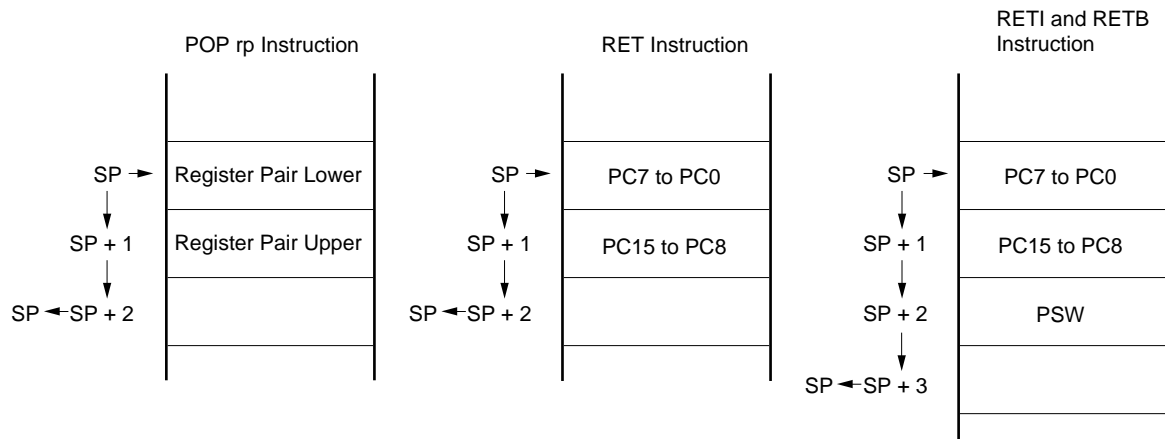 POP rp Instruction
SP
Register Pair Lower
SP + 1
Register Pair Upper
SP
SP + 2
RET Instruction
SP
PC7 to PC0
SP + 1
PC15 to PC8
SP
SP + 2
RETI and RETB
Instruction
SP
PC7 to PC0
SP + 1
PC15 to PC8
SP + 2
PSW
SP
SP + 3